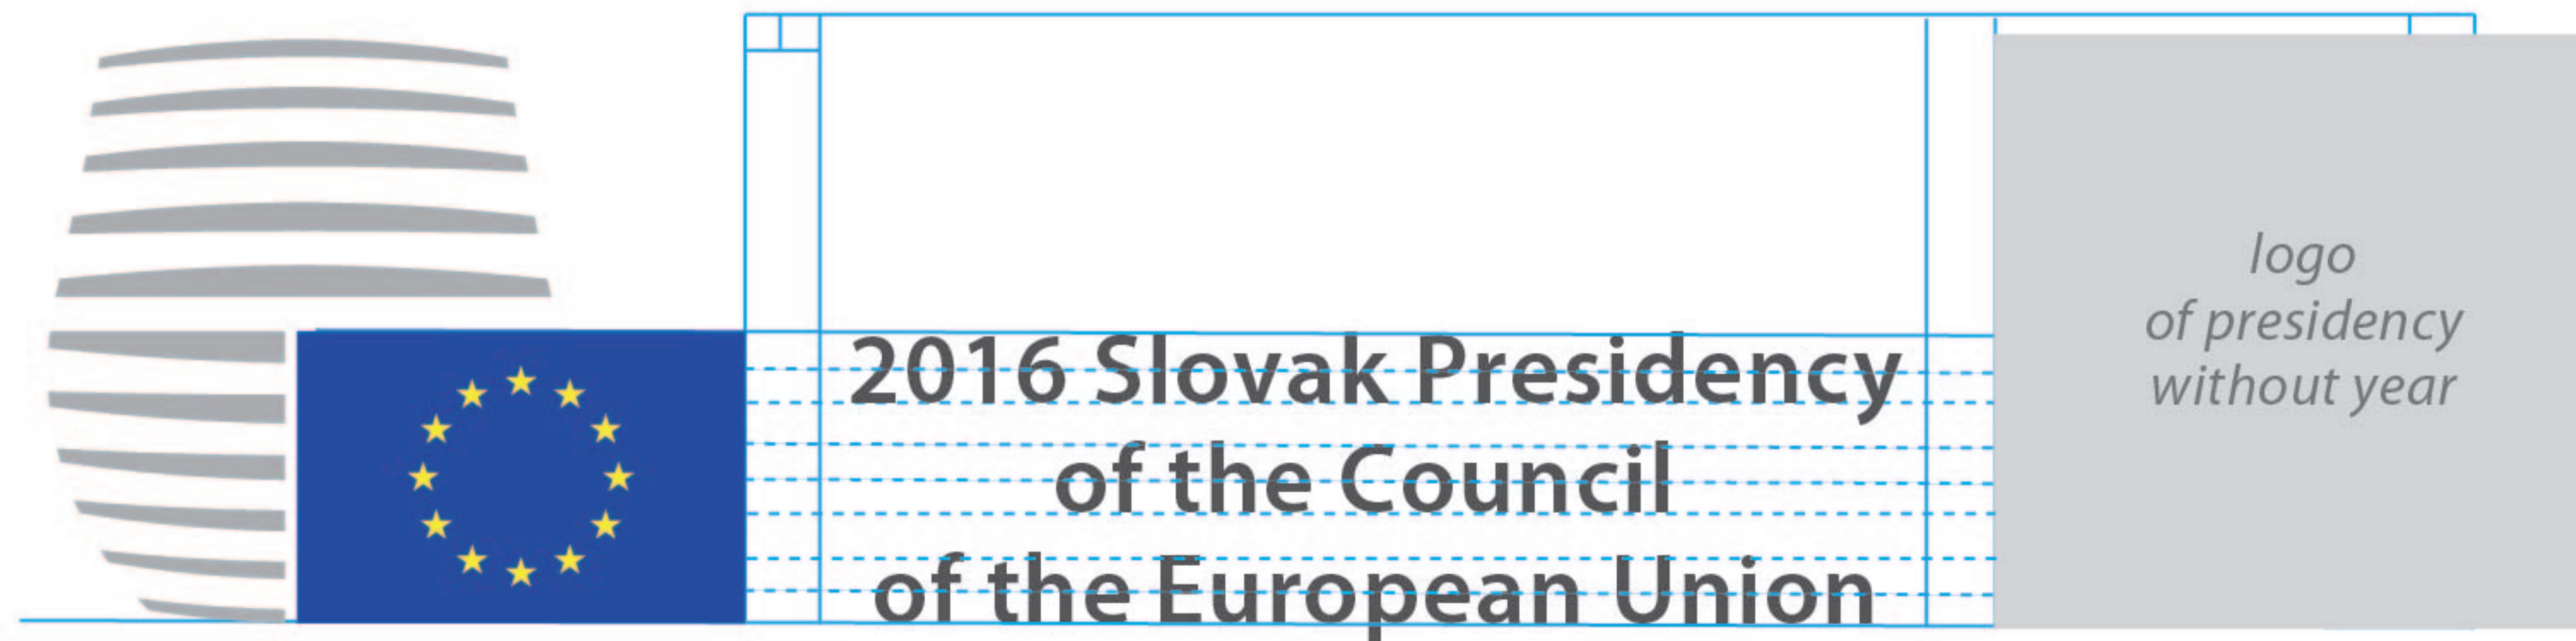 2016 Slovak Presidency
of the Council
of the European Union
logo
of presidency
without year